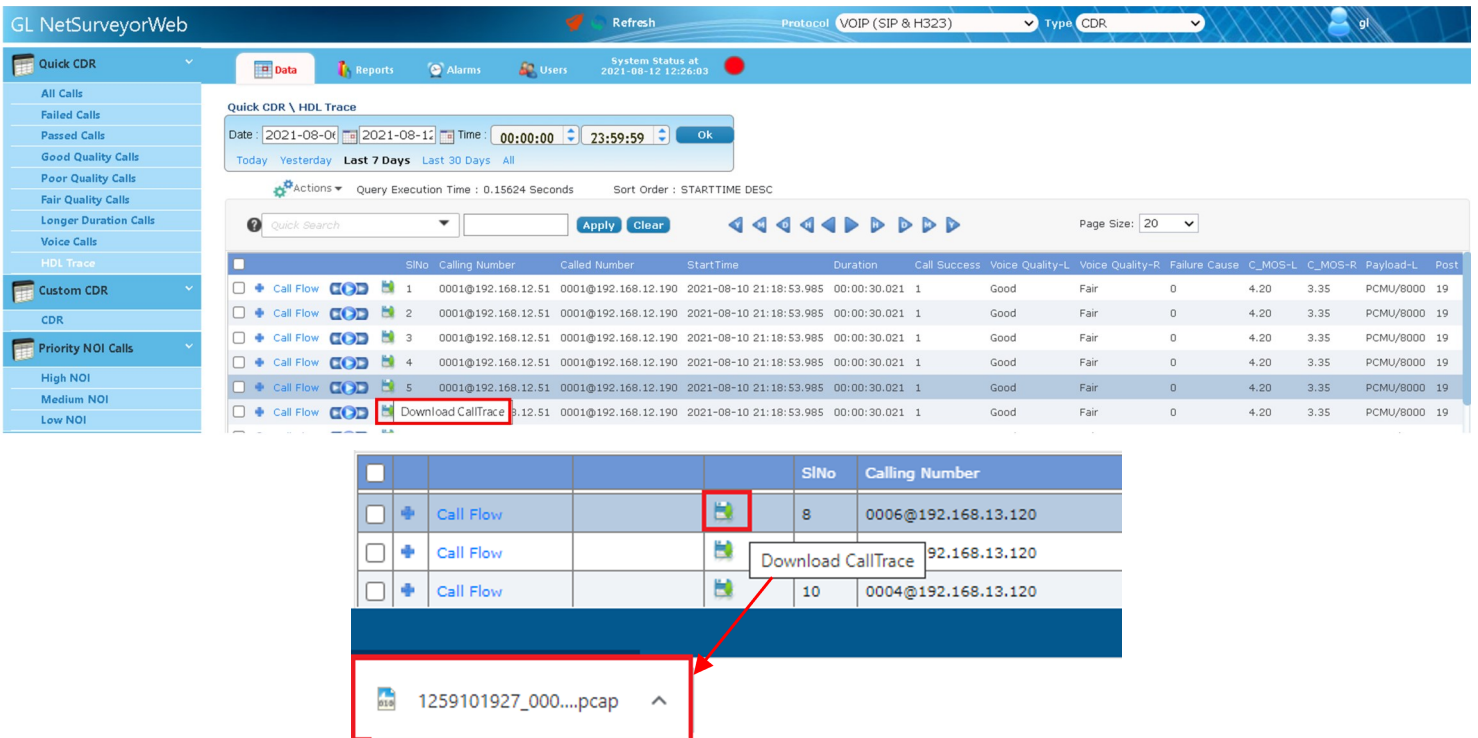 GL NetSurveyorWeb
Refresh
Protocol VOIP (SIP & H323) Type CDR gl
Quick CDR
All Calls
Failed Calls
Passed Calls
Good Quality Calls
Poor Quality Calls
Fair Quality Calls
Longer Duration Calls
Voice Calls
HDL Trace
Custom CDR
CDR
Priority NOI Calls
High NOI
Medium NOI
Low NOI
Data Reports Alarms Users
System Status at
2021-08-12 12:26:03
Quick CDR \ HDL Trace
Date : 2021-08-06 2021-08-12 Time : 00:00:00 23:59:59 Ok
Today Yesterday Last 7 Days Last 30 Days All
Actions Query Execution Time : 0.15624 Seconds Sort Order : STARTTIME DESC
? Quick Search Apply Clear Y M D H H D M Y Page Size: 20
SlNo Calling Number Called Number StartTime Duration Call Success Voice Quality-L Voice Quality-R Failure Cause C_MOS-L C_MOS-R Payload-L Post
Call Flow 1 0001@192.168.12.51 0001@192.168.12.190 2021-08-10 21:18:53.985 00:00:30.021 1 Good Fair 0 4.20 3.35 PCMU/8000 19
Call Flow 2 0001@192.168.12.51 0001@192.168.12.190 2021-08-10 21:18:53.985 00:00:30.021 1 Good Fair 0 4.20 3.35 PCMU/8000 19
Call Flow 3 0001@192.168.12.51 0001@192.168.12.190 2021-08-10 21:18:53.985 00:00:30.021 1 Good Fair 0 4.20 3.35 PCMU/8000 19
Call Flow 4 0001@192.168.12.51 0001@192.168.12.190 2021-08-10 21:18:53.985 00:00:30.021 1 Good Fair 0 4.20 3.35 PCMU/8000 19
Call Flow 5 0001@192.168.12.51 0001@192.168.12.190 2021-08-10 21:18:53.985 00:00:30.021 1 Good Fair 0 4.20 3.35 PCMU/8000 19
Call Flow Download CallTrace 8.12.51 0001@192.168.12.190 2021-08-10 21:18:53.985 00:00:30.021 1 Good Fair 0 4.20 3.35 PCMU/8000 19
SlNo Calling Number
Call Flow 8 0006@192.168.13.120
Call Flow Download CallTrace 92.168.13.120
Call Flow 10 0004@192.168.13.120
1259101927_000....pcap